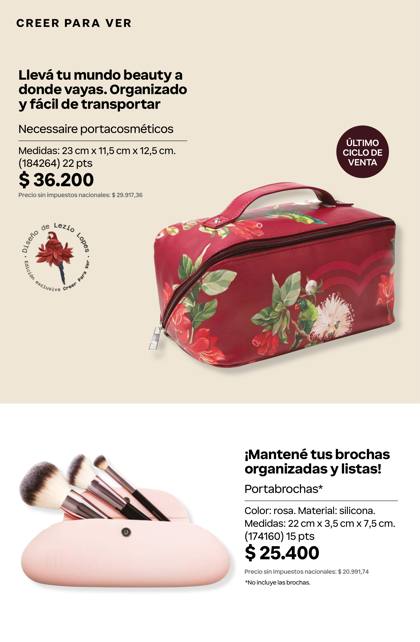 CREER PARA VER
Llevá tu mundo beauty a
donde vayas. Organizado
y fácil de transportar
Necessaire portacosméticos
Medidas: 23 cm x 11,5 cm x 12,5 cm.
(184264) 22 pts
$ 36.200
Precio sin impuestos nacionales: $ 29.917,36
ÚLTIMO
CICLO DE
VENTA
Diseño de Lezio Lopes
Edición exclusiva Creer Para Ver
¡Mantené tus brochas
organizadas y listas!
Portabrochas*
Color: rosa. Material: silicona.
Medidas: 22 cm x 3,5 cm x 7,5 cm.
(174160) 15 pts
$ 25.400
Precio sin impuestos nacionales: $ 20.991,74
*No incluye las brochas.